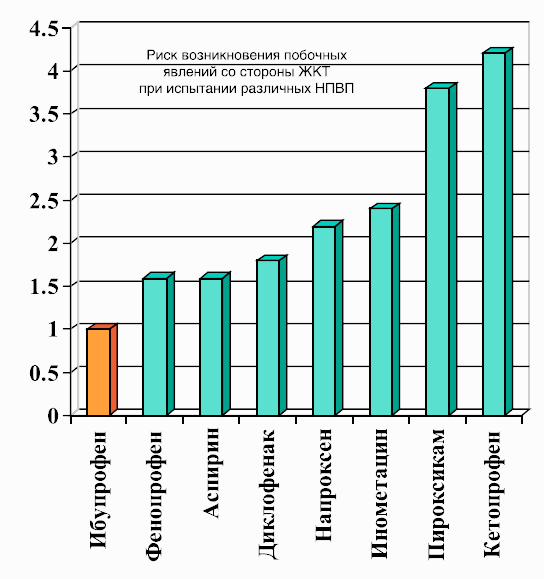 4.5
4
3.5
3
2.5
2
1.5
1
0.5
0
Риск возникновения побочных
явлений со стороны ЖКТ
при испытании различных НПВП
Ибупрофен
Фенопрофен
Аспирин
Диклофенак
Напроксен
Инометацин
Пироксикам
Кетопрофен